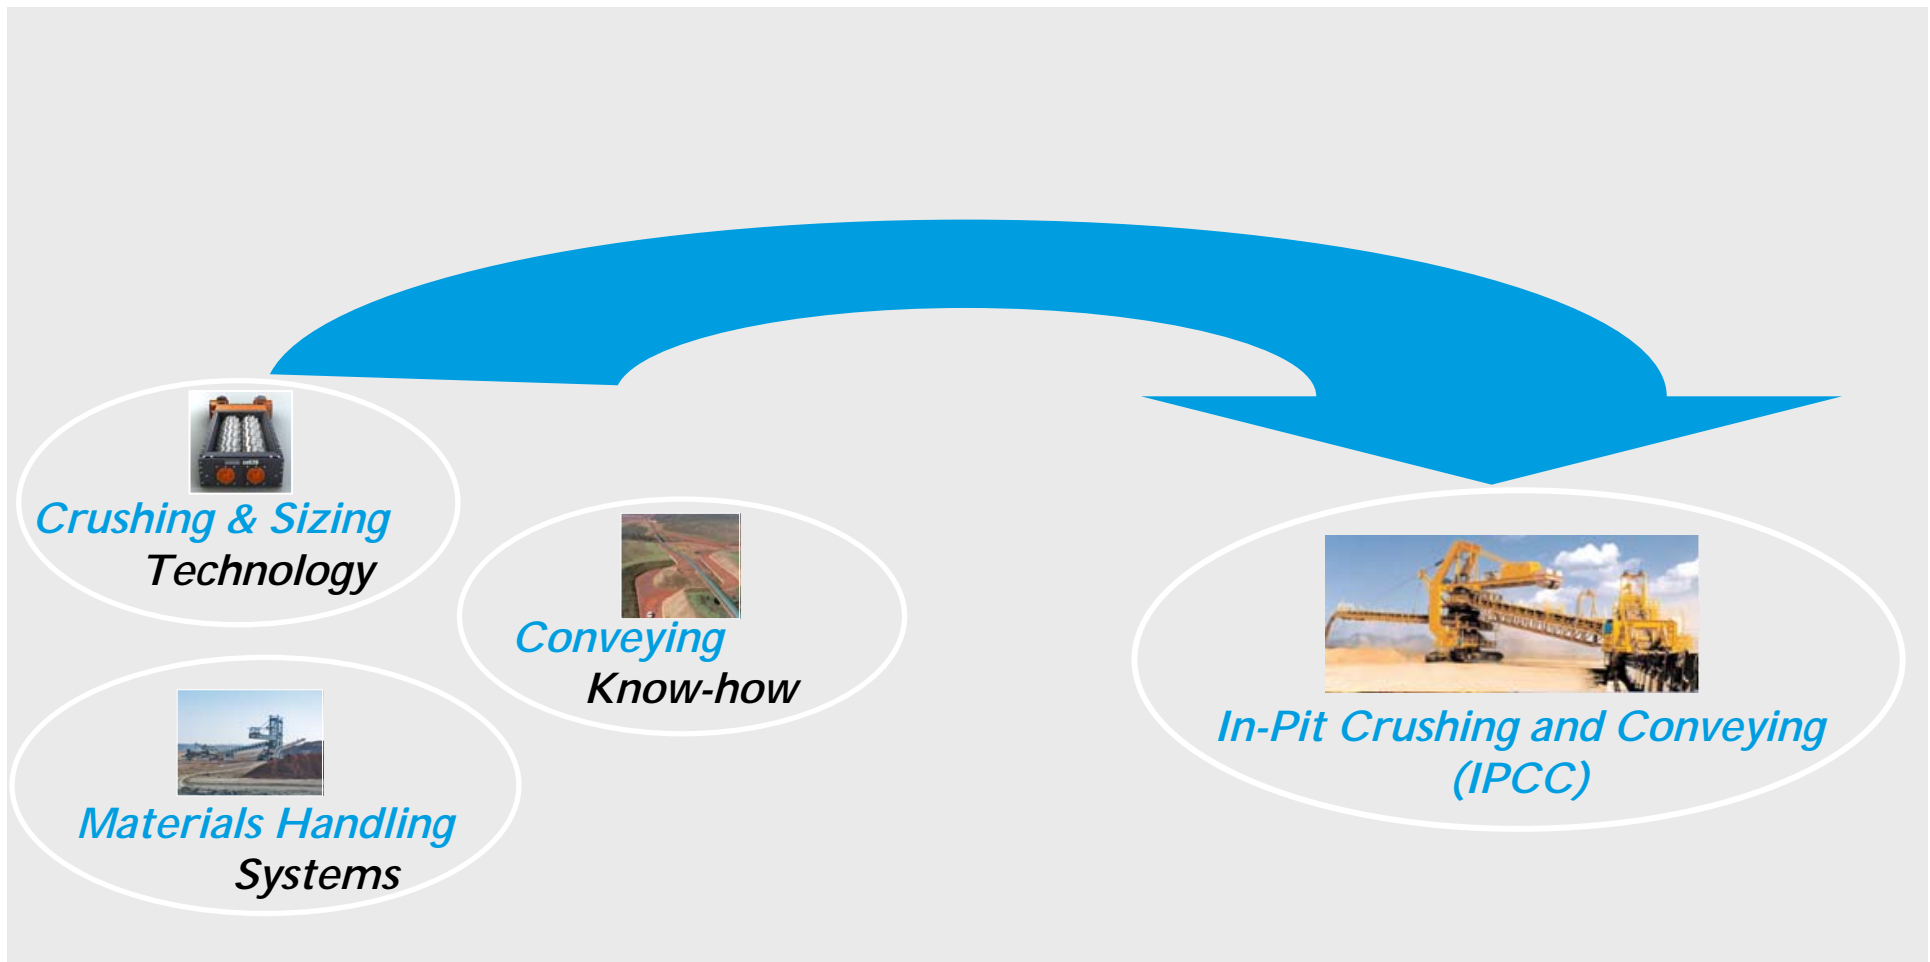 Crushing & Sizing
Technology
Conveying
Know-how
Materials Handling
Systems
In-Pit Crushing and Conveying
(IPCC)